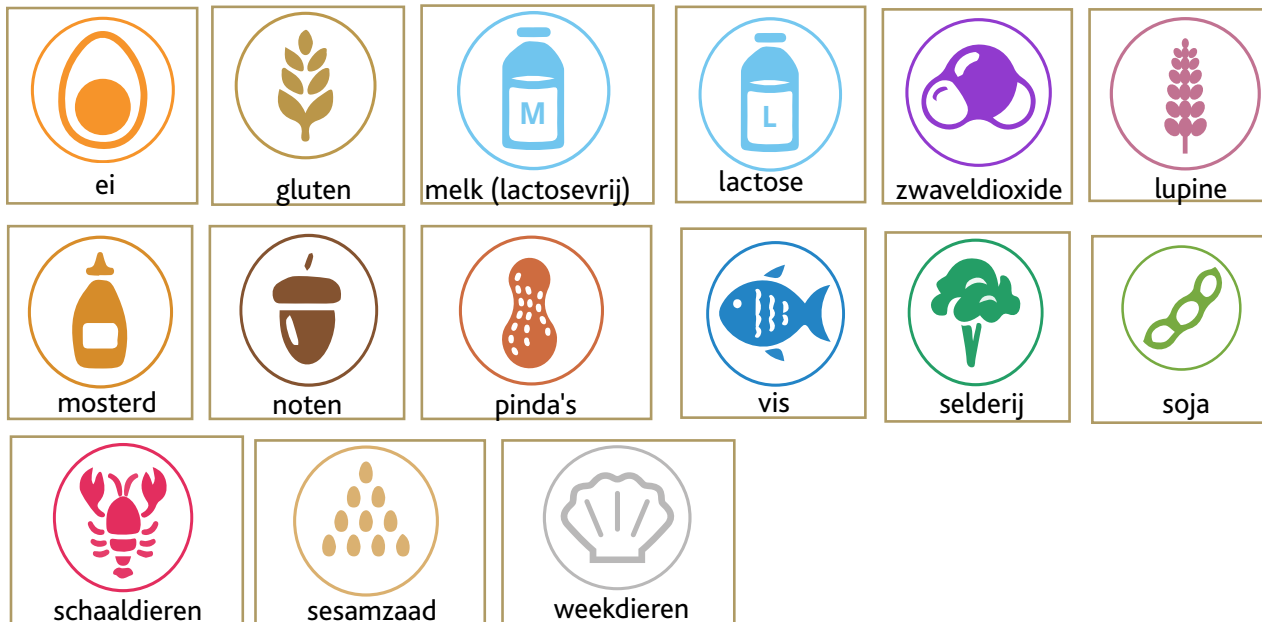 M
L
ei
gluten
melk (lactosevrij)
lactose
zwaveldioxide
lupine
mosterd
noten
pinda's
vis
selderij
soja
schaaldieren
sesamzaad
weekdieren